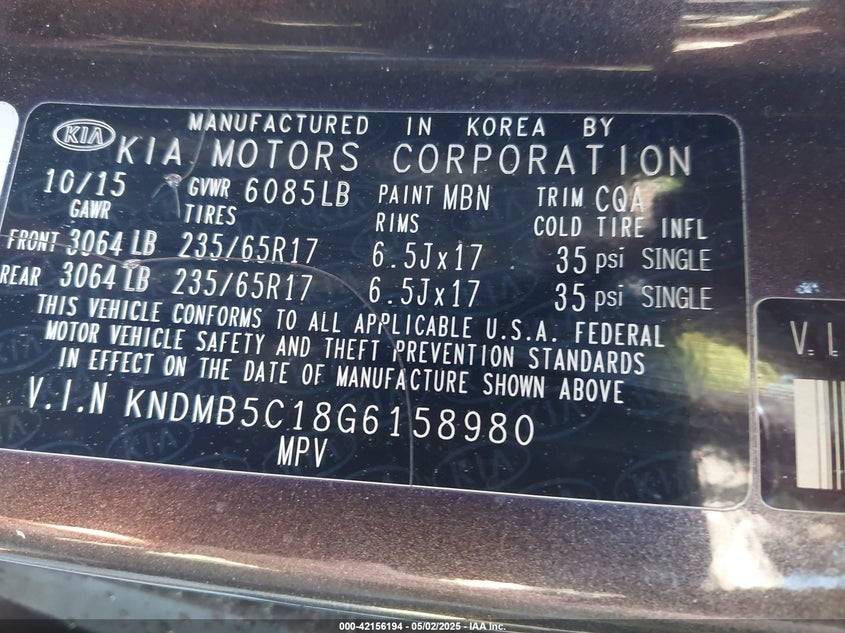 KIA MANUFACTURED IN KOREA BY
KIA MOTORS CORPORATION
10/15 GVWR 6085LB PAINT MBN TRIM CQA
GAWR TIRES RIMS COLD TIRE INFL
FRONT 3064 LB 235/65R17 6.5Jx17 35 psi SINGLE
REAR 3064 LB 235/65R17 6.5Jx17 35 psi SINGLE
THIS VEHICLE CONFORMS TO ALL APPLICABLE U.S.A. FEDERAL
MOTOR VEHICLE SAFETY AND THEFT PREVENTION STANDARDS
IN EFFECT ON THE DATE OF MANUFACTURE SHOWN ABOVE
V.I.N KNDMB5C18G6158980
MPV
V.I
000-42156194 - 05/02/2025 - IAA Inc.